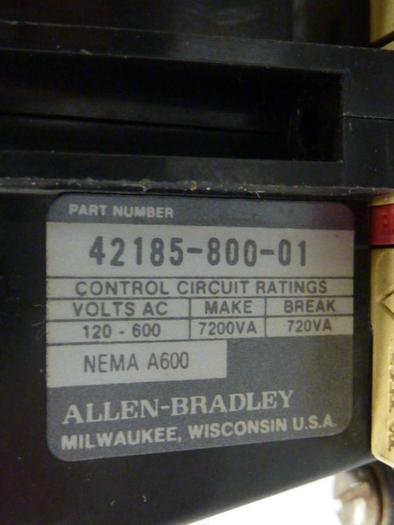 PART NUMBER
42185-800-01
CONTROL CIRCUIT RATINGS
VOLTS AC MAKE BREAK
120 - 600 7200VA 720VA
NEMA A600
ALLEN-BRADLEY
MILWAUKEE, WISCONSIN U.S.A.